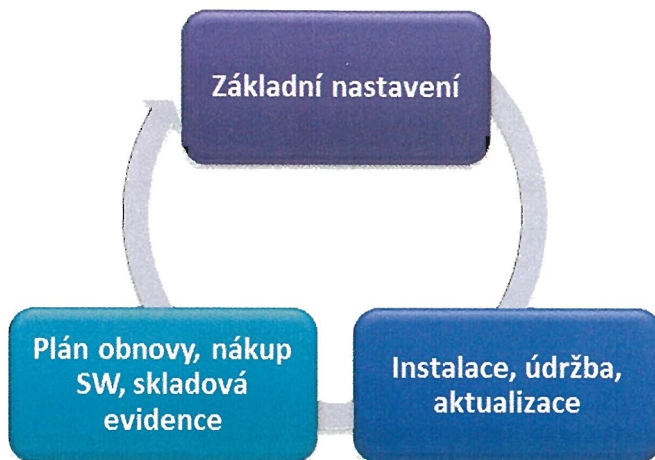 Základní nastavení
Plán obnovy, nákup
SW, skladová
evidence
Instalace, údržba,
aktualizace